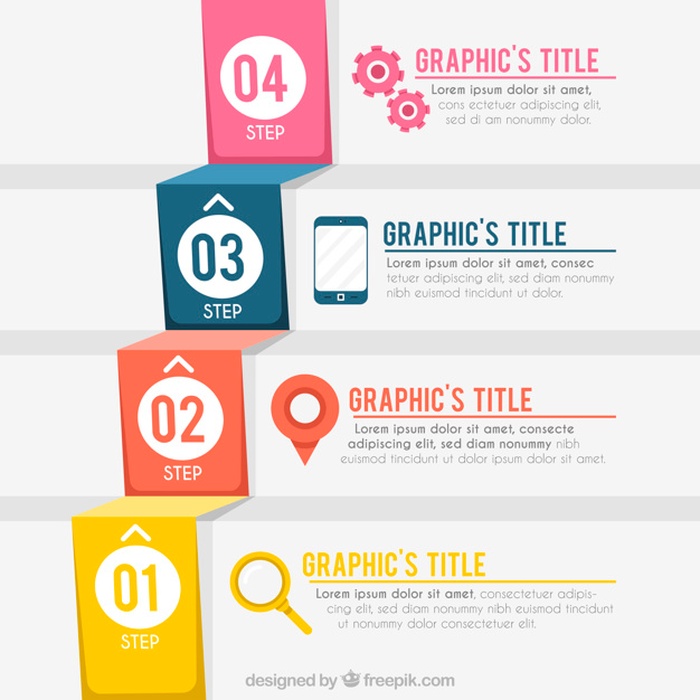 04
STEP
GRAPHIC'S TITLE
Lorem ipsum dolor sit amet,
cons ectetuer adipiscing elit,
sed di am nonummy dolor.
03
STEP
GRAPHIC'S TITLE
Lorem ipsum dolor sit amet, consec
tetuer adipiscing elit, sed diam nonummy
nibh euismod tincidunt ut dolor.
02
STEP
GRAPHIC'S TITLE
Lorem ipsum dolor sit amet, consecte
adipiscing elit, sed diam nonummy nibh
euismod tincidunt ut dolor sit amet.
01
STEP
GRAPHIC'S TITLE
Lorem ipsum dolor sit amet, consectetuer adipis-
cing elit, sed diam nonummy nibh euismod tincidunt
ut dolor consectetuer elit.
designed by freepik.com